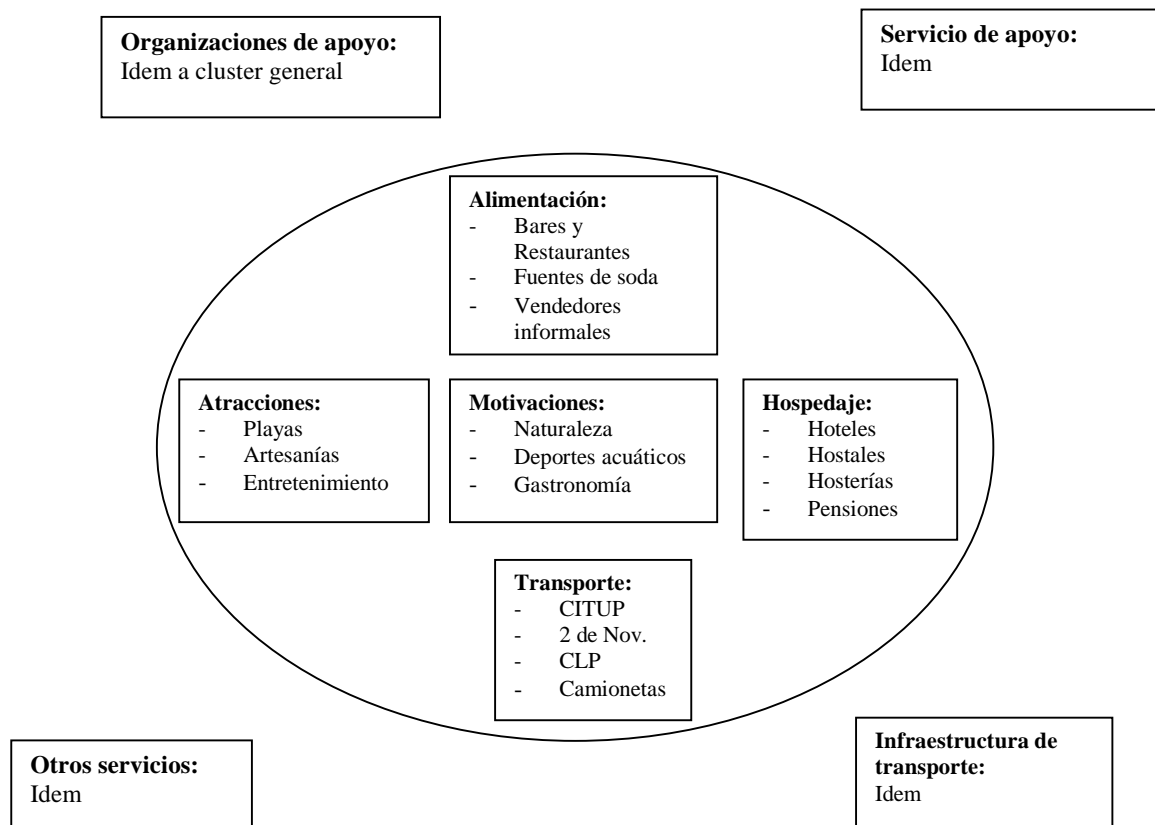 Organizaciones de apoyo:
Idem a cluster general
Servicio de apoyo:
Idem
Alimentación:
- Bares y
Restaurantes
- Fuentes de soda
- Vendedores
informales
Atracciones:
- Playas
- Artesanías
- Entretenimiento
Motivaciones:
- Naturaleza
- Deportes acuáticos
- Gastronomía
Hospedaje:
- Hoteles
- Hostales
- Hosterías
- Pensiones
Transporte:
- CITUP
- 2 de Nov.
- CLP
- Camionetas
Otros servicios:
Idem
Infraestructura de
transporte:
Idem